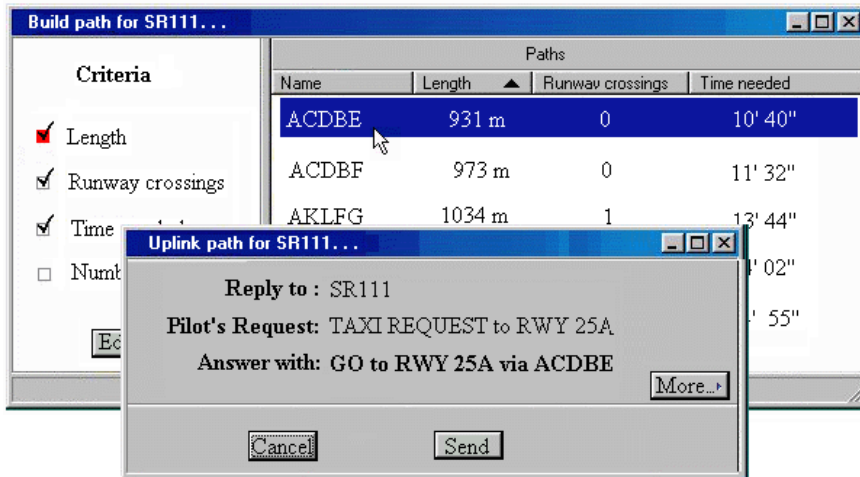 Build path for SR111...
Criteria
Length
Runway crossings
Time
Paths
Name Length Runway crossings Time needed
ACDBE 931 m 0 10' 40"
ACDBF 973 m 0 11' 32"
AKLFG 1034 m 1 13' 44"
02"
55"
Uplink path for SR111...
Reply to : SR111
Pilot's Request: TAXI REQUEST to RWY 25A
Answer with: GO to RWY 25A via ACDBE
More...
Cancel Send